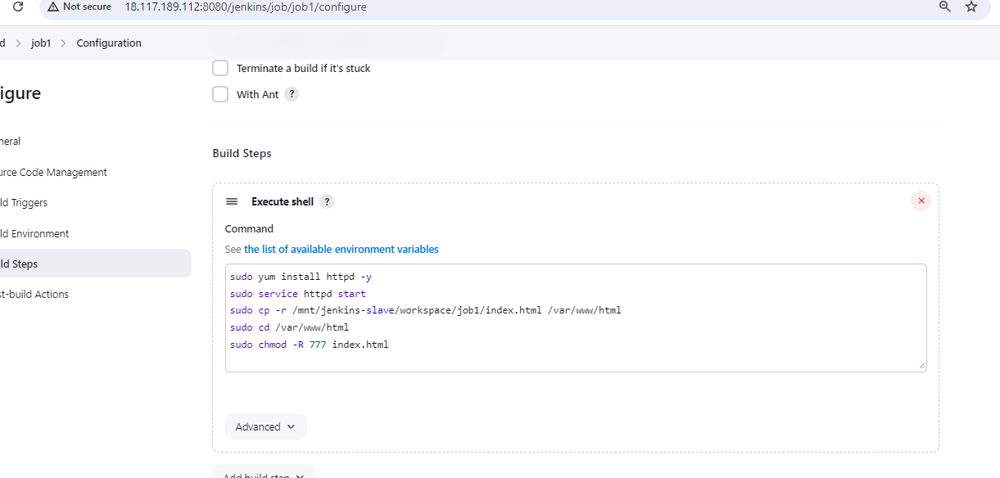 Not secure 18.117.189.112:8080/jenkins/job/job1/configure
d > job1 > Configuration
Terminate a build if it's stuck
igure
With Ant ?
neral
Build Steps
urce Code Management
ld Triggers
Execute shell ?
ld Environment
Command
See the list of available environment variables
ld Steps
sudo yum install httpd -y
sudo service httpd start
st-build Actions
sudo cp -r /mnt/jenkins-slave/workspace/job1/index.html /var/www/html
sudo cd /var/www/html
sudo chmod -R 777 index.html
Advanced
Add build step